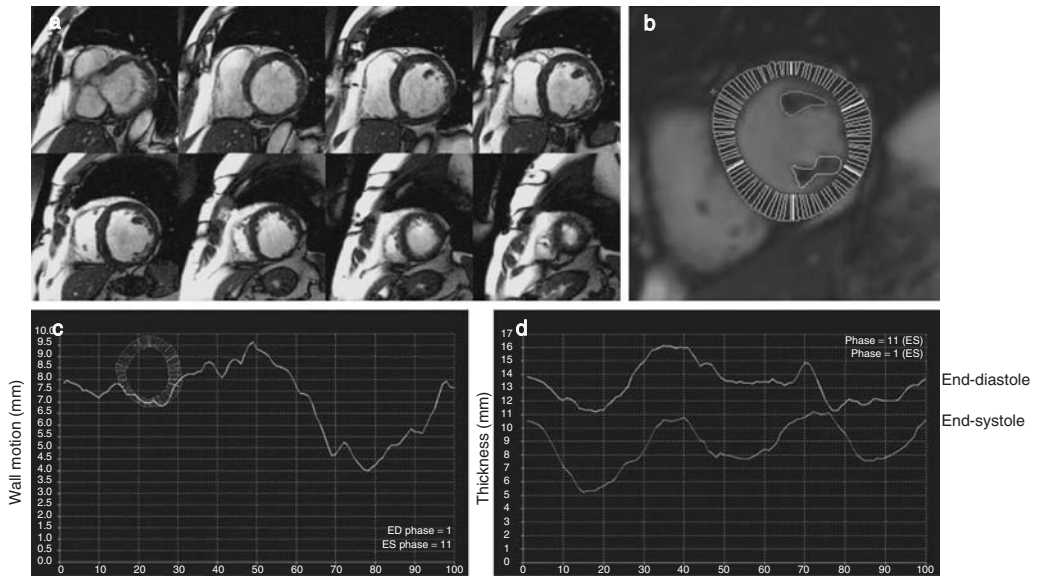 a
b
c
Wall motion (mm)
10.0
9.5
9.0
8.5
8.0
7.5
7.0
6.5
6.0
5.5
5.0
4.5
4.0
3.5
3.0
2.5
2.0
1.5
1.0
0.5
0.0
ED phase = 1
ES phase = 11
0 10 20 30 40 50 60 70 80 90 100
d
Thickness (mm)
17
16
15
14
13
12
11
10
9
8
7
6
5
4
3
2
1
0
Phase = 11 (ES)
Phase = 1 (ES)
0 10 20 30 40 50 60 70 80 90 100
End-diastole
End-systole